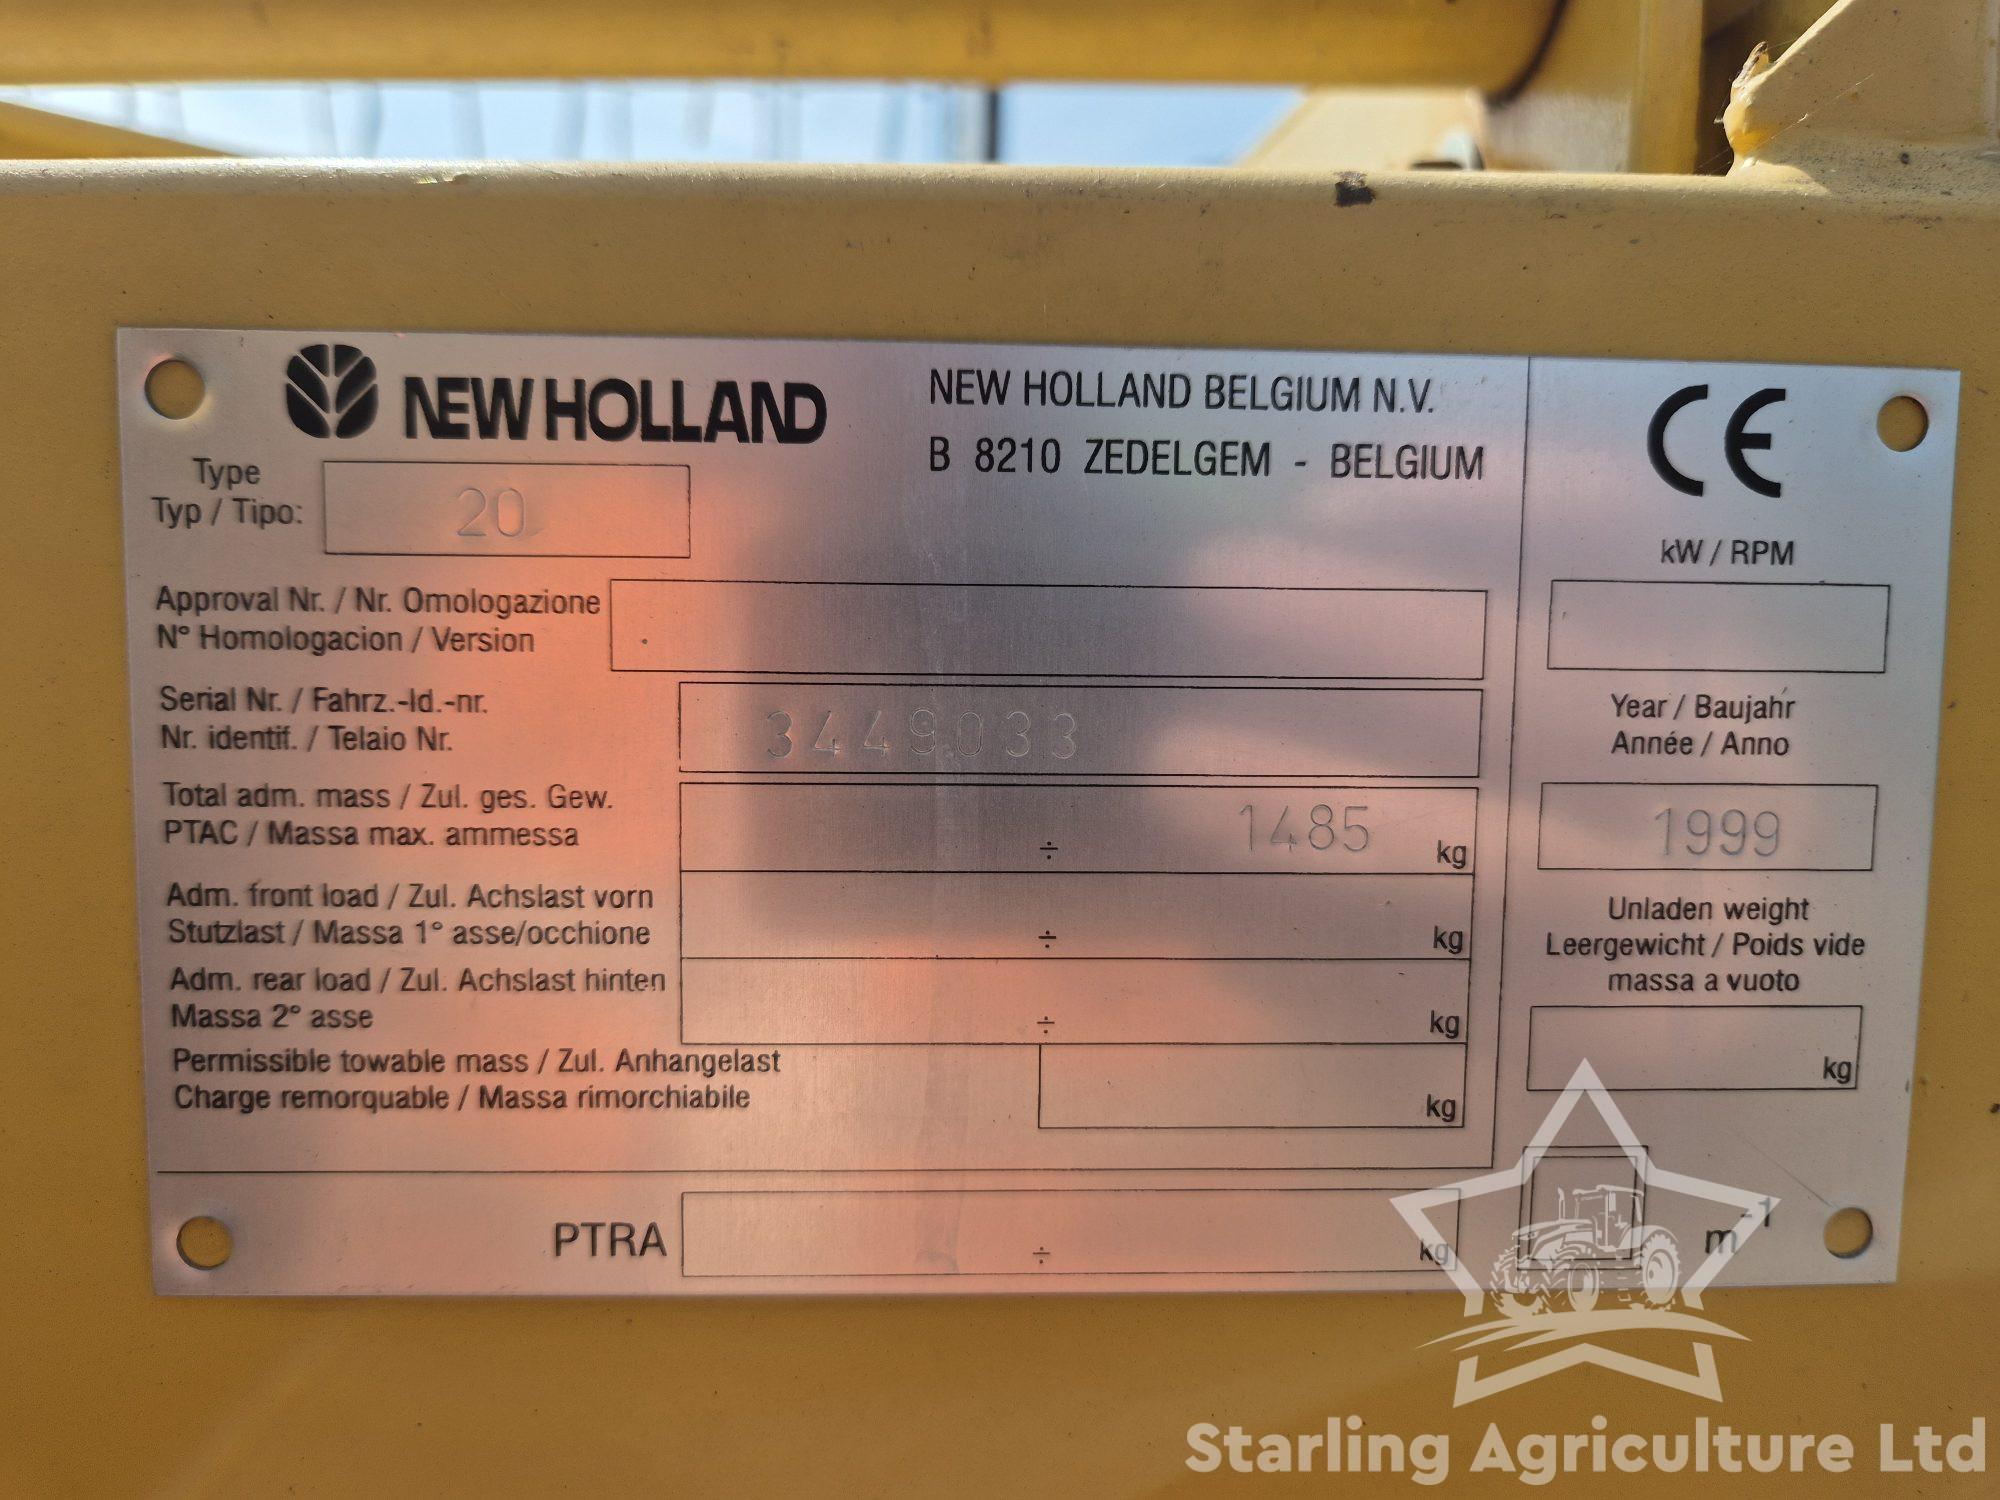 NEW HOLLAND
NEW HOLLAND BELGIUM N.V.
B 8210 ZEDELGEM - BELGIUM
CE
Type
Typ / Tipo:
20
kW / RPM
Approval Nr. / Nr. Omologazione
N° Homologacion / Version
Serial Nr. / Fahrz.-Id.-nr.
Nr. identif. / Telaio Nr.
3449033
Year / Baujahr
Année / Anno
1999
Total adm. mass / Zul. ges. Gew.
PTAC / Massa max. ammessa
÷ 1485 kg
Adm. front load / Zul. Achslast vorn
Stutzlast / Massa 1° asse/occhione
÷ kg
Unladen weight
Leergewicht / Poids vide
massa a vuoto
kg
Adm. rear load / Zul. Achslast hinten
Massa 2° asse
÷ kg
Permissible towable mass / Zul. Anhangelast
Charge remorquable / Massa rimorchiabile
kg
PTRA ÷ kg
m-1
Starling Agriculture Ltd